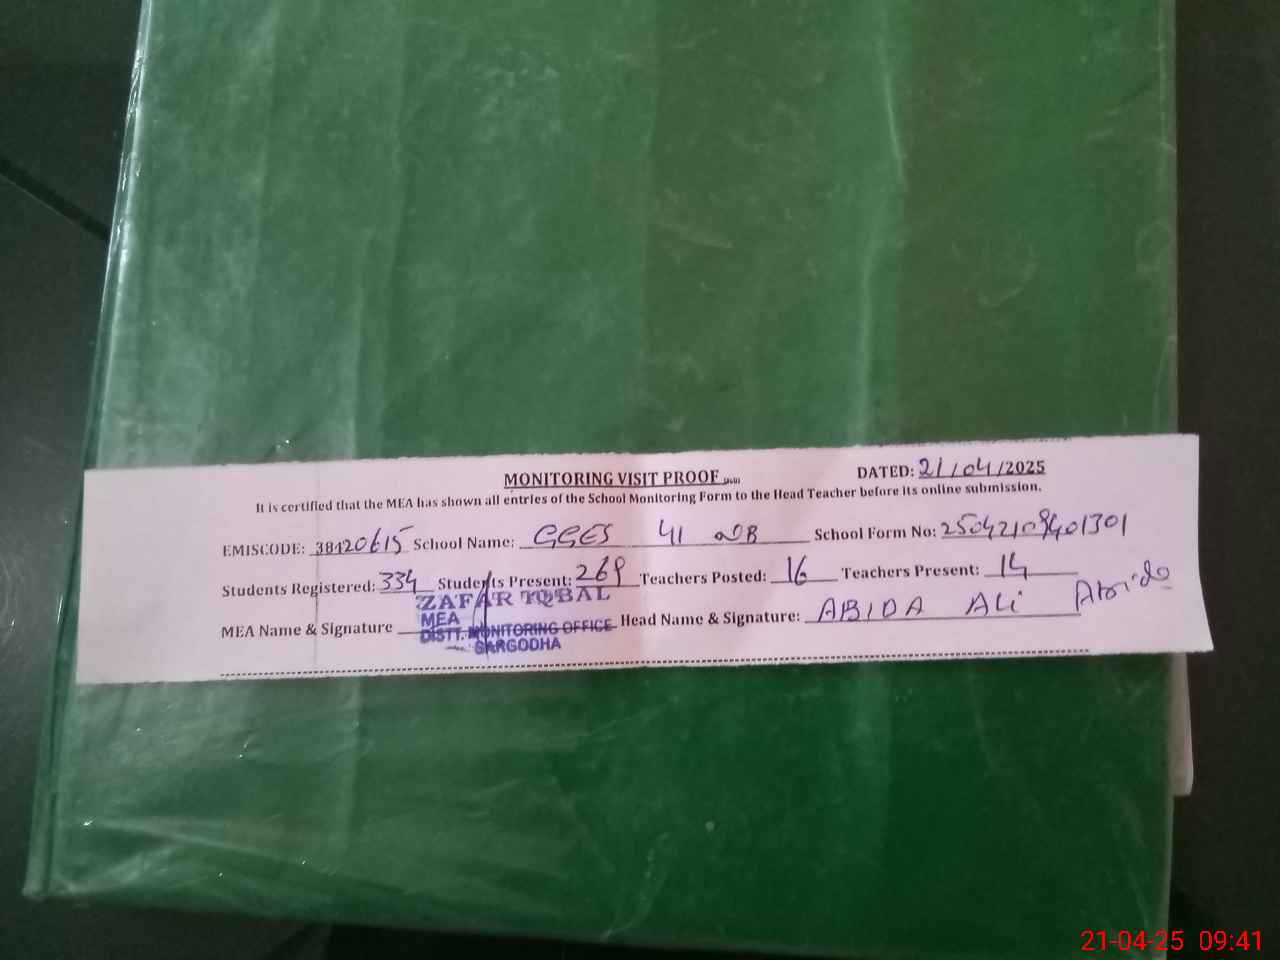 MONITORING VISIT PROOF DATED: 21/04/2025
It is certified that the MEA has shown all entries of the School Monitoring Form to the Head Teacher before its online submission.
EMISCODE: 38420615 School Name: GGES 41 NB School Form No:
Students Registered: 334 Students Present: 269 Teachers Posted: 16 Teachers Present: 14
MEA Name & Signature ZAFAR IQBAL Head Name & Signature: ABIDA Ali Abida
MEA
DISTT. MONITORING OFFICE
SARGODHA
21-04-25 09:41